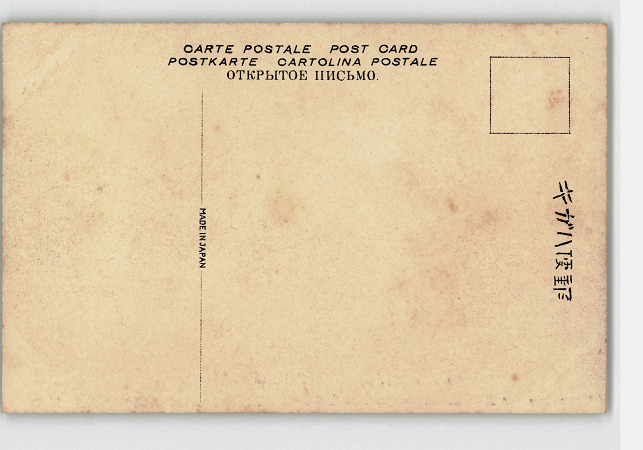 CARTE POSTALE POST CARD
POSTKARTE CARTOLINA POSTALE
ОТКРЫТОЕ ПИСЬМО.
MADE IN JAPAN
キガハ便郵